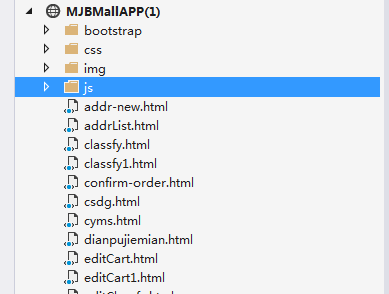 MJBMallAPP(1)
bootstrap
css
img
js
addr-new.html
addrList.html
classfy.html
classfy1.html
confirm-order.html
csdg.html
cyms.html
dianpujiemian.html
editCart.html
editCart1.html